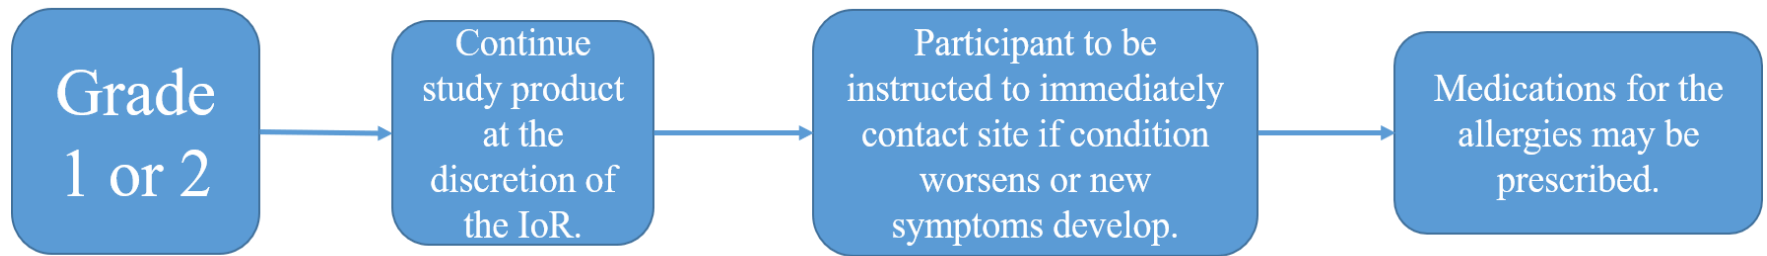 Grade
1 or 2
Continue
study product
at the
discretion of
the IoR.
Participant to be
instructed to immediately
contact site if condition
worsens or new
symptoms develop.
Medications for the
allergies may be
prescribed.